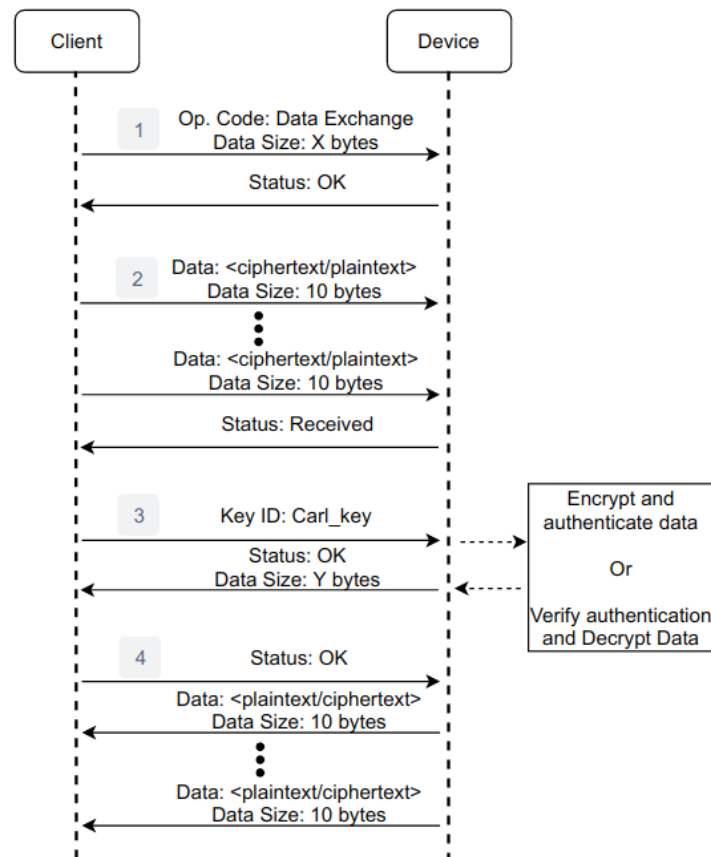 Client
Device
1
Op. Code: Data Exchange
Data Size: X bytes
Status: OK
2
Data: <ciphertext/plaintext>
Data Size: 10 bytes
Data: <ciphertext/plaintext>
Data Size: 10 bytes
Status: Received
3
Key ID: Carl_key
Status: OK
Data Size: Y bytes
Encrypt and
authenticate data
Or
Verify authentication
and Decrypt Data
4
Status: OK
Data: <plaintext/ciphertext>
Data Size: 10 bytes
Data: <plaintext/ciphertext>
Data Size: 10 bytes